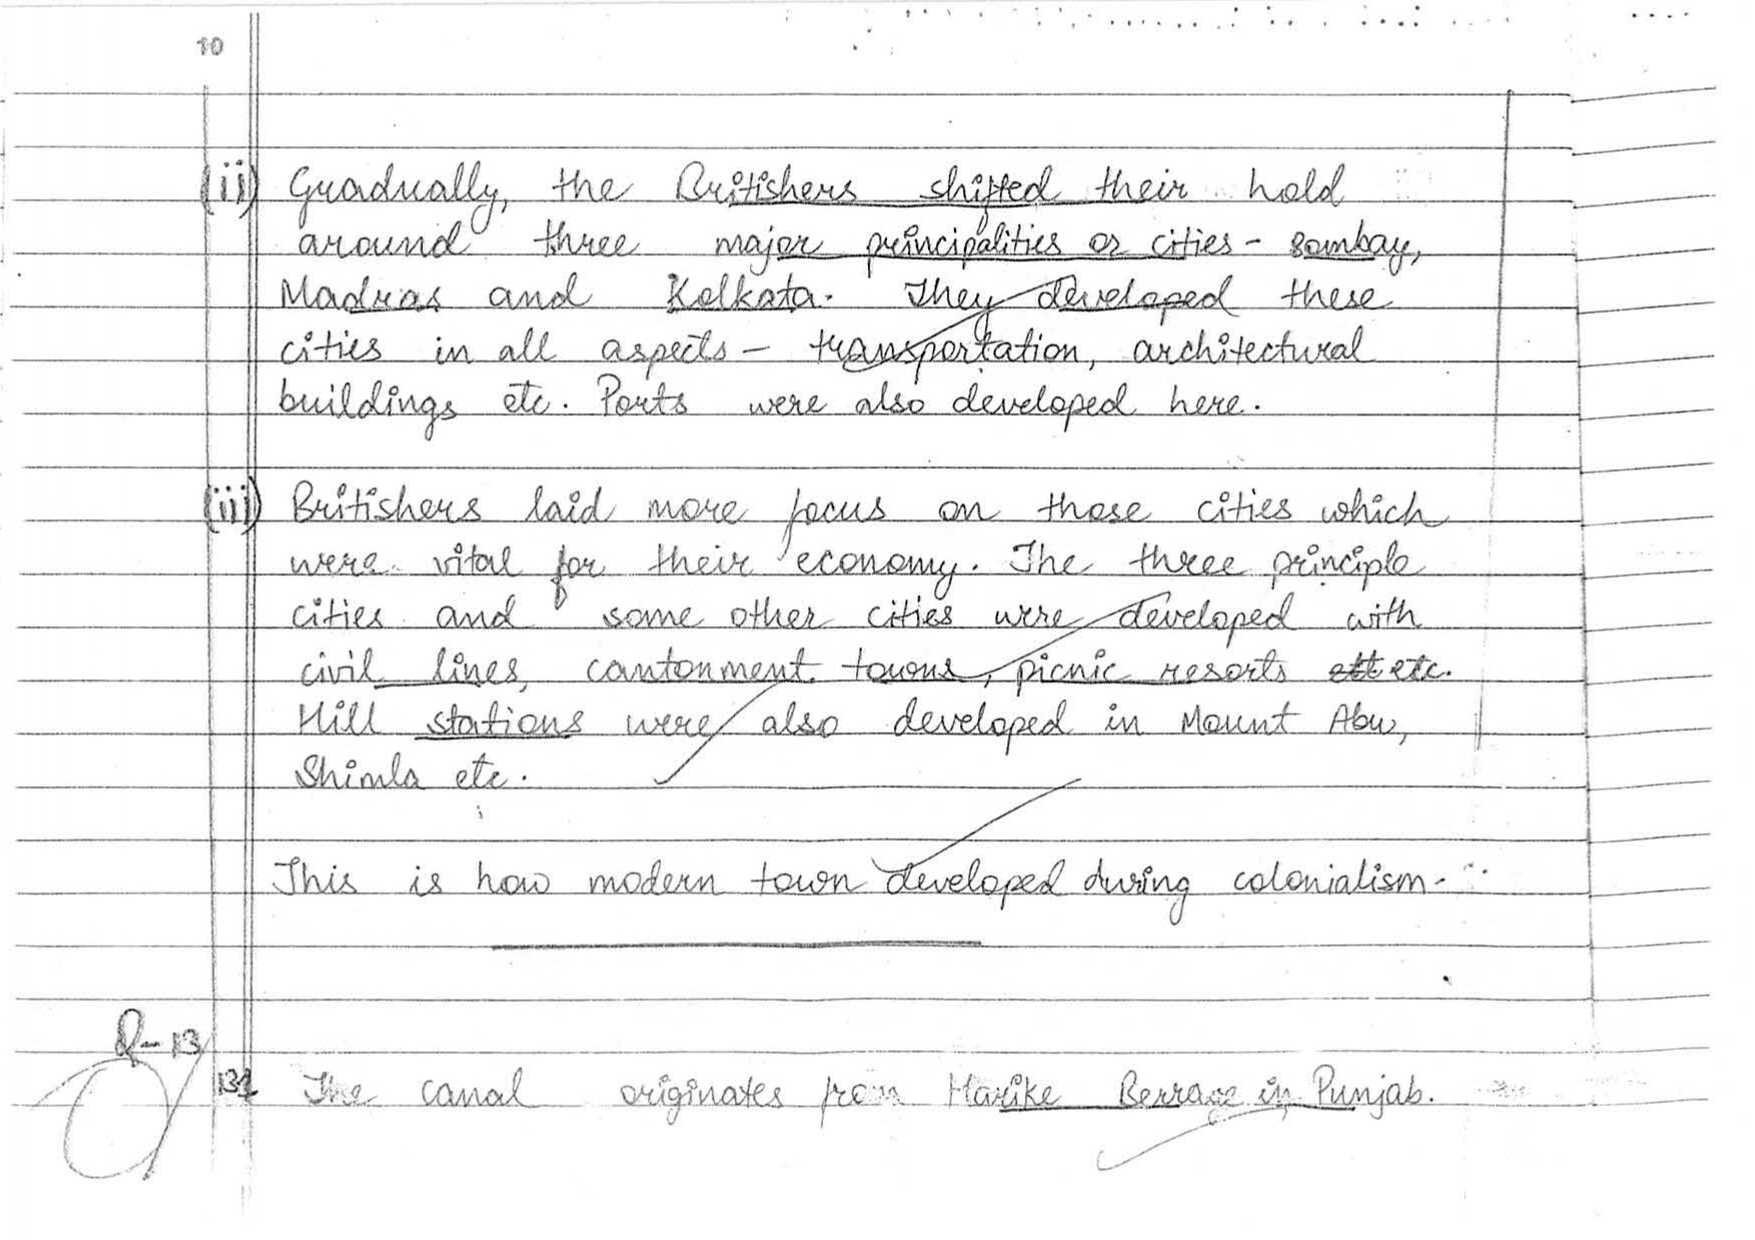 10
(ii) Gradually, the Britishers shifted their hold
around three major principalities or cities - Bombay,
Madras and Kolkata. They developed these
cities in all aspects - transportation, architectural
buildings etc. Ports were also developed here.
(iii) Britishers laid more focus on those cities which
were vital for their economy. The three principle
cities and some other cities were developed with
civil lines, cantonment towns, picnic resorts ett etc.
Hill stations were also developed in Mount Abu,
Shimla etc.
This is how modern town developed during colonialism.
Q-13
13. The canal originates from Harike Berrage in Punjab.